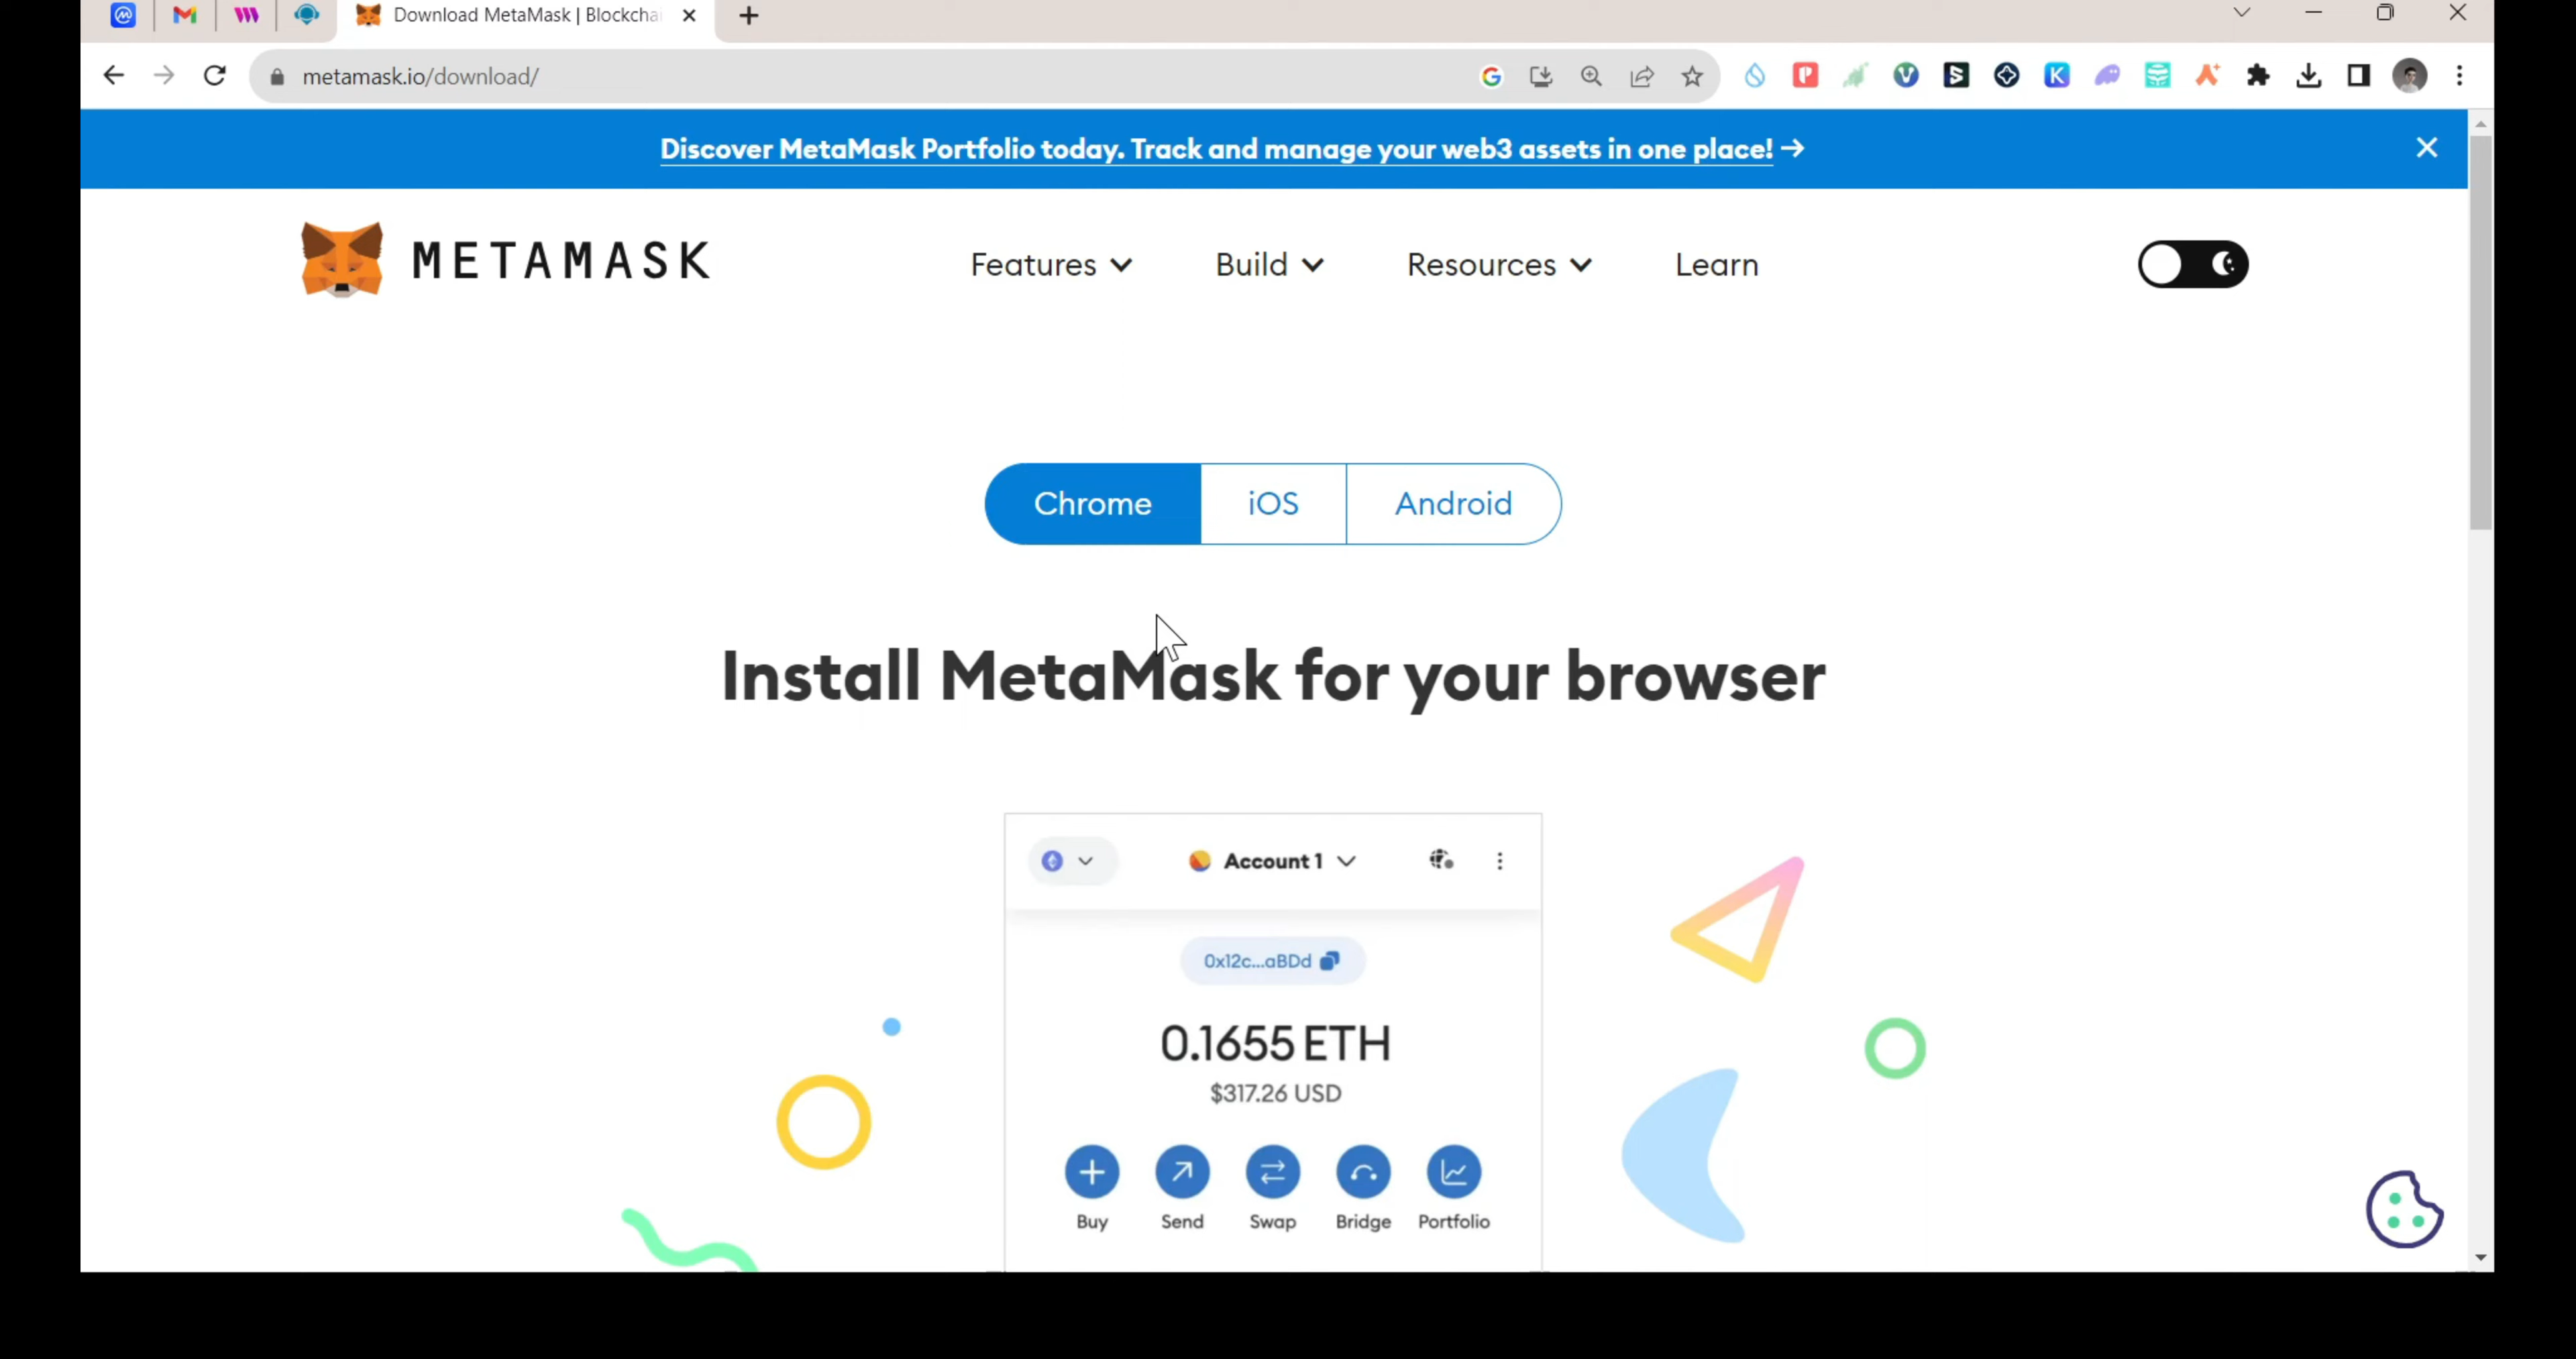 Download MetaMask | Blockchai
metamask.io/download/
Discover MetaMask Portfolio today. Track and manage your web3 assets in one place! →
METAMASK
Features
Build
Resources
Learn
Chrome
iOS
Android
Install MetaMask for your browser
Account 1
0x12c...aBDd
0.1655 ETH
$317.26 USD
Buy
Send
Swap
Bridge
Portfolio